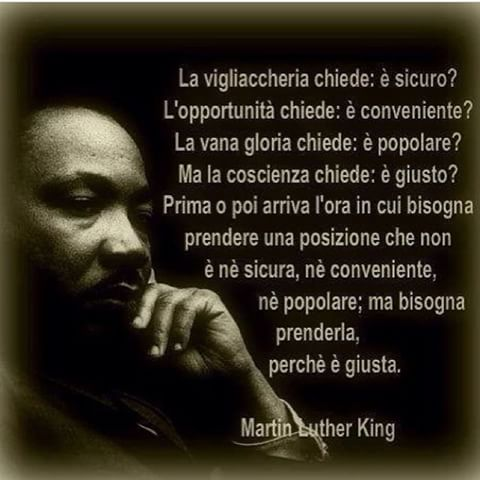 La vigliaccheria chiede: è sicuro?
L'opportunità chiede: è conveniente?
La vana gloria chiede: è popolare?
Ma la coscienza chiede: è giusto?
Prima o poi arriva l'ora in cui bisogna
prendere una posizione che non
è nè sicura, nè conveniente,
nè popolare; ma bisogna
prenderla,
perchè è giusta.
Martin Luther King